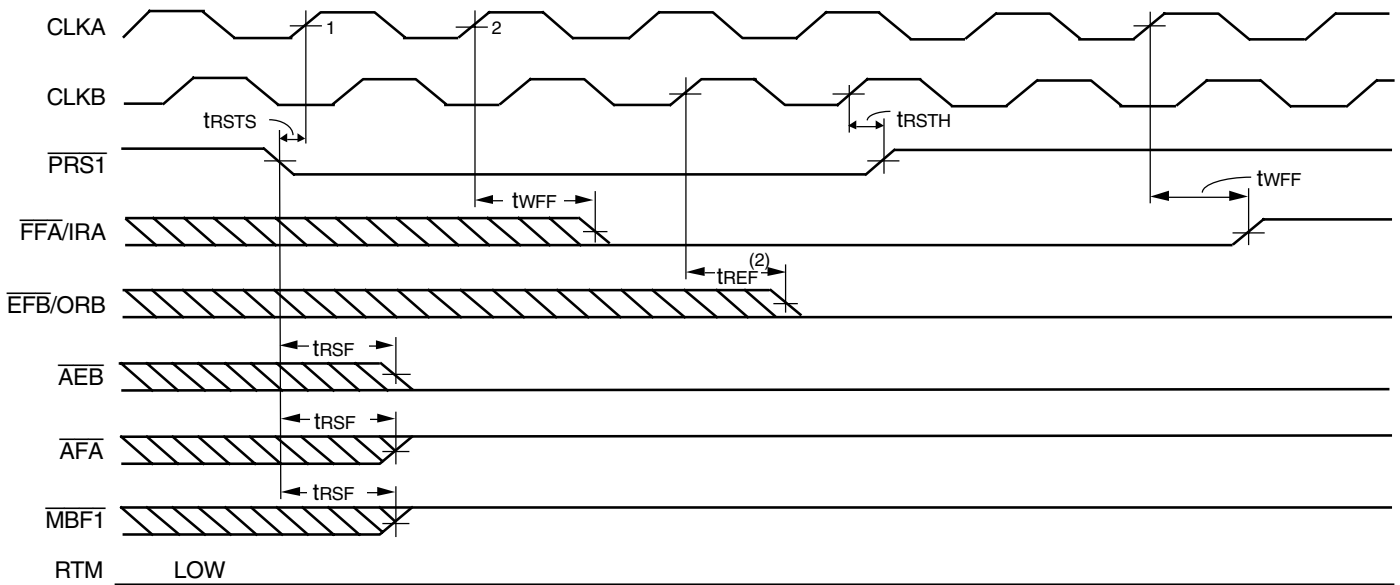 CLKA
1
2
CLKB
tRSTS
tRSTH
PRS1
tWFF
tWFF
FFA/IRA
(2)
tREF
EFB/ORB
tRSF
AEB
tRSF
AFA
tRSF
MBF1
RTM LOW